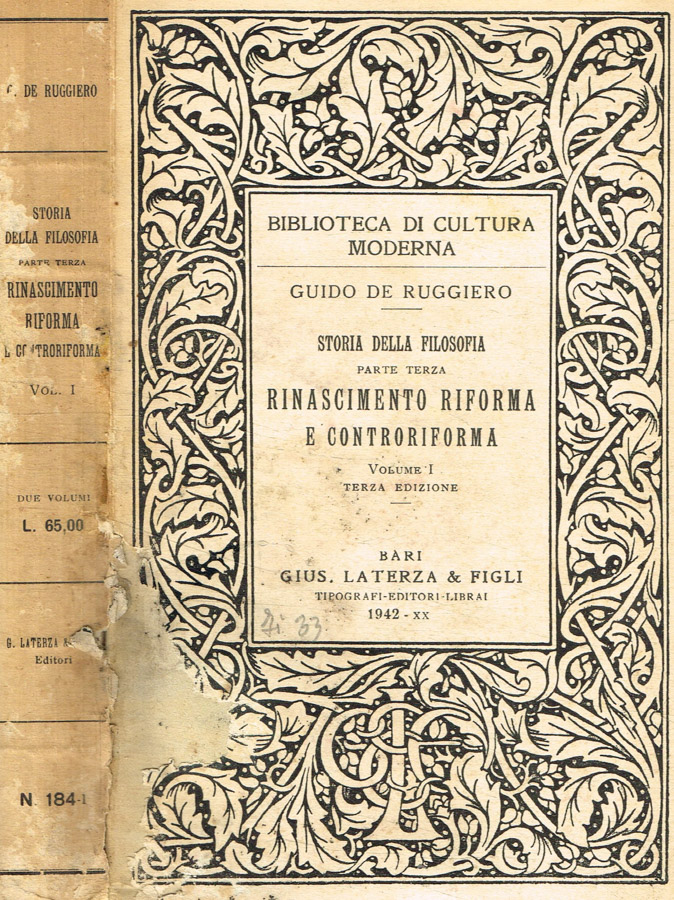 DE RUGGIERO
STORIA
DELLA FILOSOFIA
PARTE TERZA
RINASCIMENTO
RIFORMA
VOL. I
DUE VOLUMI
L. 65,00
G. LATERZA
Editori
N. 184-1
BIBLIOTECA DI CULTURA
MODERNA
GUIDO DE RUGGIERO
STORIA DELLA FILOSOFIA
PARTE TERZA
RINASCIMENTO RIFORMA
E CONTRORIFORMA
VOLUME I
TERZA EDIZIONE
BARI
GIUS. LATERZA & FIGLI
TIPOGRAFI-EDITORI-LIBRAI
1942 - XX